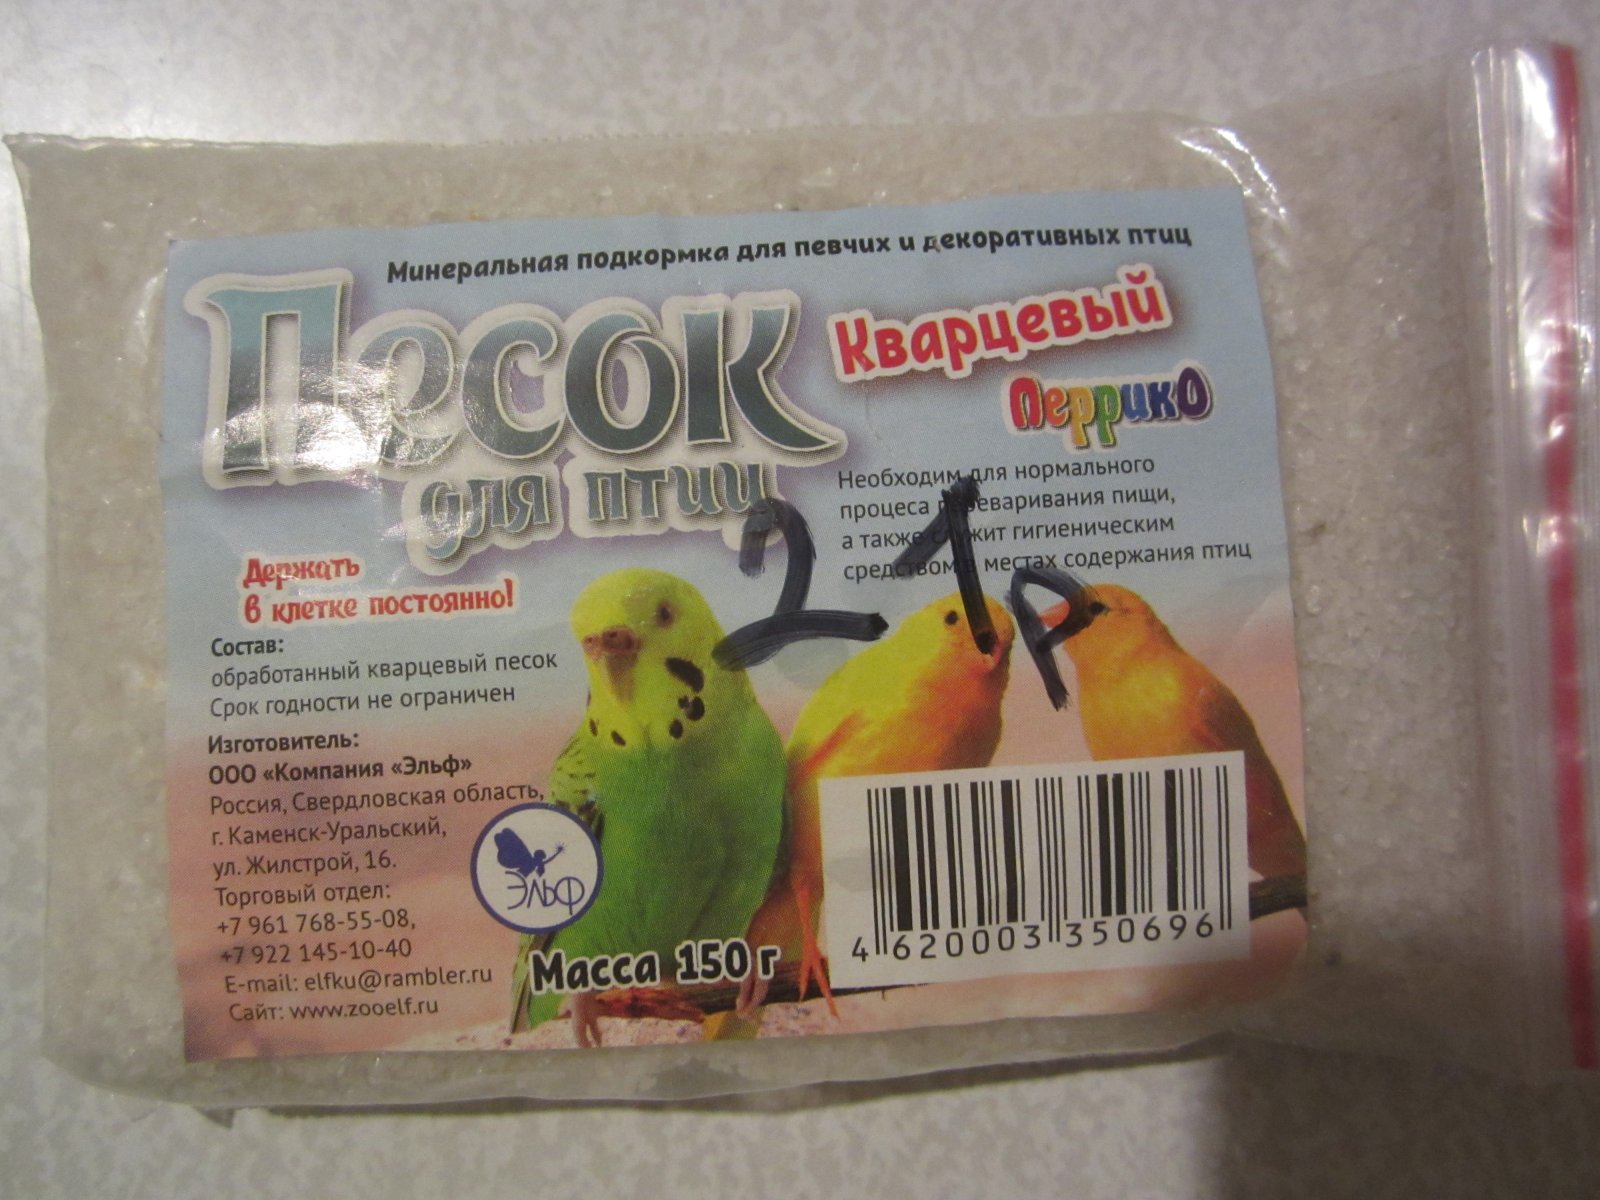 Минеральная подкормка для певчих и декоративных птиц
Песок
для птиц
Кварцевый
Перрико
Необходим для нормального
процеса переваривания пищи,
а также служит гигиеническим
средством в местах содержания птиц
21р
Держать
в клетке постоянно!
Состав:
обработанный кварцевый песок
Срок годности не ограничен
Изготовитель:
ООО «Компания «Эльф»
Россия, Свердловская область,
г. Каменск-Уральский,
ул. Жилстрой, 16.
Торговый отдел:
+7 961 768-55-08,
+7 922 145-10-40
E-mail: elfku@rambler.ru
Сайт: www.zooelf.ru
Эльф
Масса 150 г
4 620003 350696